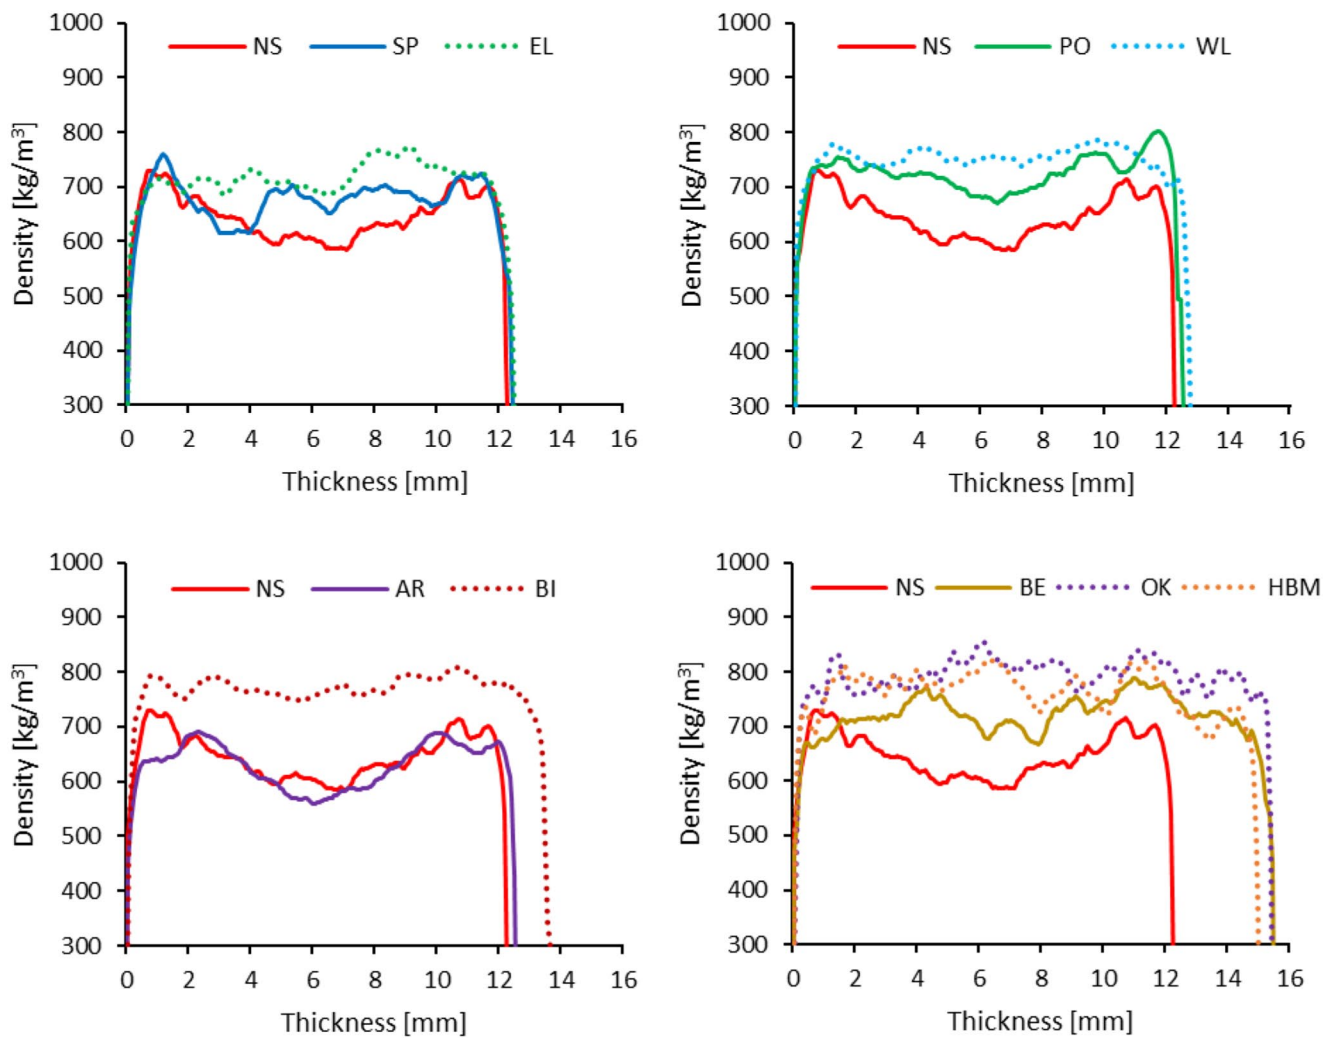 NS SP EL
Density [kg/m³]
1000
900
800
700
600
500
400
300
0 2 4 6 8 10 12 14 16
Thickness [mm]
NS PO WL
Density [kg/m³]
1000
900
800
700
600
500
400
300
0 2 4 6 8 10 12 14 16
Thickness [mm]
NS AR BI
Density [kg/m³]
1000
900
800
700
600
500
400
300
0 2 4 6 8 10 12 14 16
Thickness [mm]
NS BE OK HBM
Density [kg/m³]
1000
900
800
700
600
500
400
300
0 2 4 6 8 10 12 14 16
Thickness [mm]